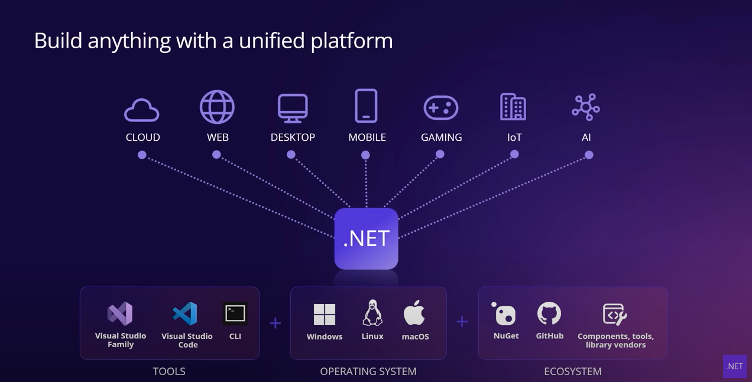 Build anything with a unified platform
CLOUD
WEB
DESKTOP
MOBILE
GAMING
IoT
AI
.NET
Visual Studio
Family
Visual Studio
Code
CLI
+
Windows
Linux
macOS
+
NuGet
GitHub
Components, tools,
library vendors
TOOLS
OPERATING SYSTEM
ECOSYSTEM
.NET